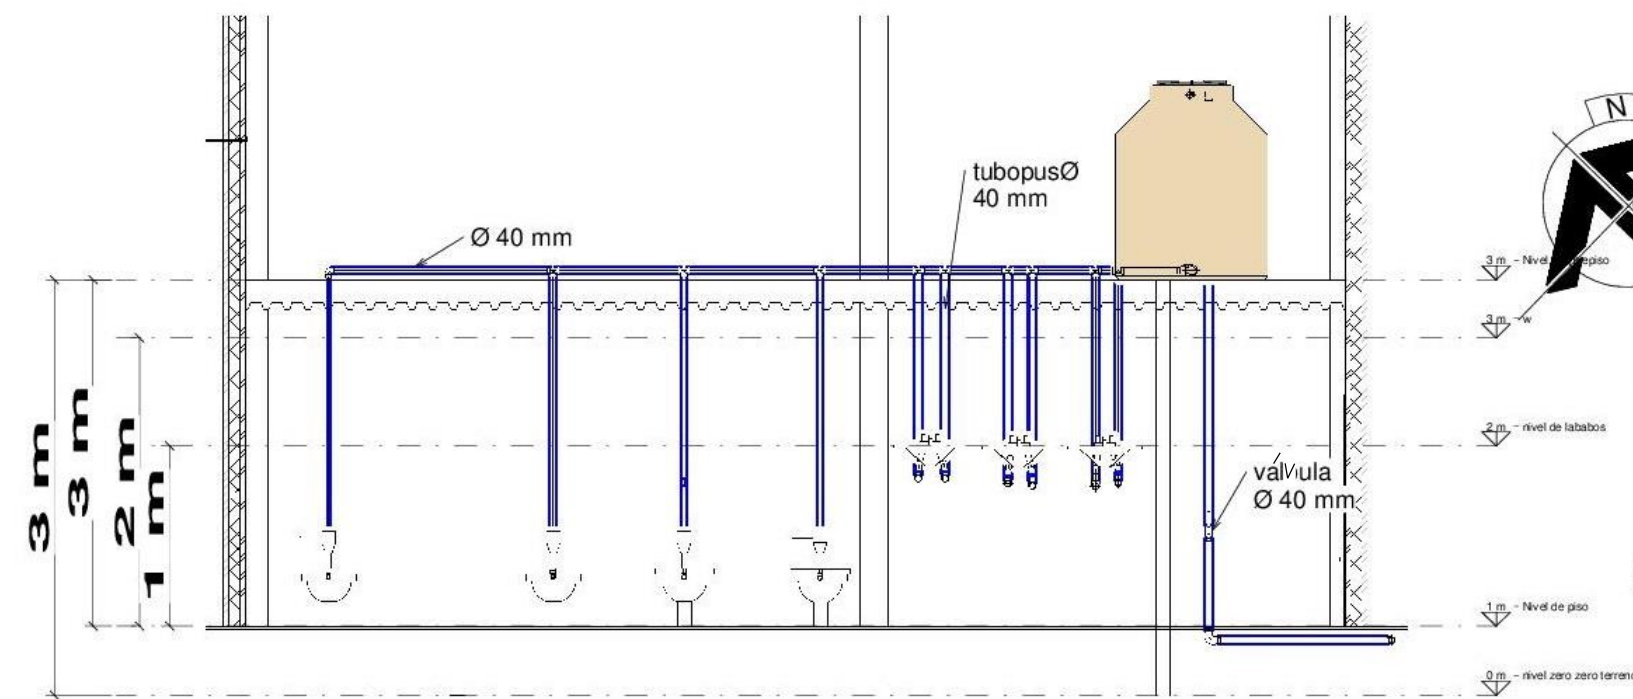 N
tubopusØ
40 mm
Ø 40 mm
3 m - Nivel
episo
3 m - w
3 m
3 m
2 m
1 m
2 m - nivel de lababos
valvula
Ø 40 mm
1 m - Nivel de piso
0 m - nivel zero zero terreno